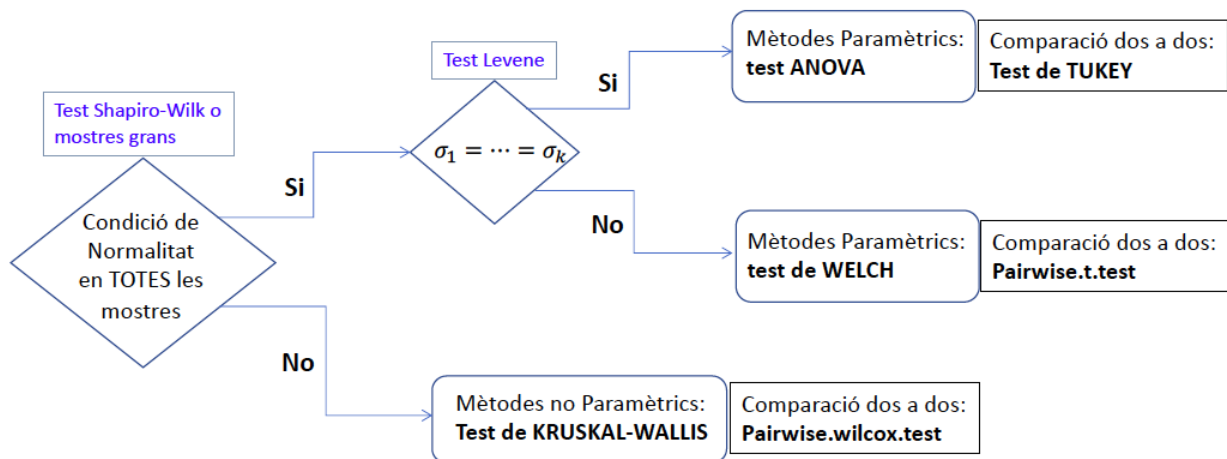 Test Shapiro-Wilk o
mostres grans
Condició de
Normalitat
en TOTES les
mostres
Si
No
Test Levene
σ₁ = ⋯ = σₖ
Si
No
Mètodes Paramètrics:
test ANOVA
Comparació dos a dos:
Test de TUKEY
Mètodes Paramètrics:
test de WELCH
Comparació dos a dos:
Pairwise.t.test
Mètodes no Paramètrics:
Test de KRUSKAL-WALLIS
Comparació dos a dos:
Pairwise.wilcox.test